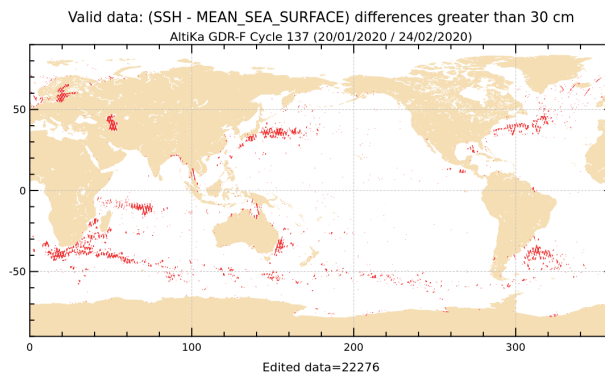 Valid data: (SSH - MEAN_SEA_SURFACE) differences greater than 30 cm
AltiKa GDR-F Cycle 137 (20/01/2020 / 24/02/2020)
50
0
-50
0 100 200 300
Edited data=22276